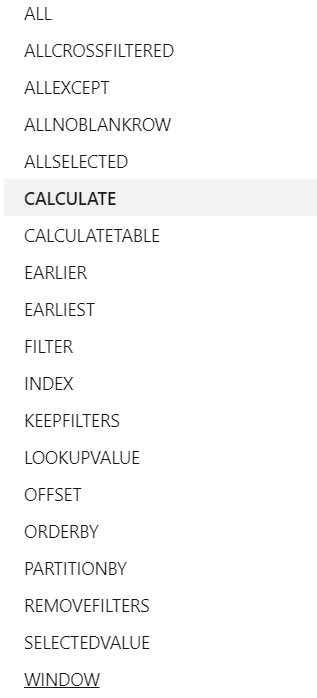 ALL
ALLCROSSFILTERED
ALLEXCEPT
ALLNOBLANKROW
ALLSELECTED
CALCULATE
CALCULATETABLE
EARLIER
EARLIEST
FILTER
INDEX
KEEPFILTERS
LOOKUPVALUE
OFFSET
ORDERBY
PARTITIONBY
REMOVEFILTERS
SELECTEDVALUE
WINDOW